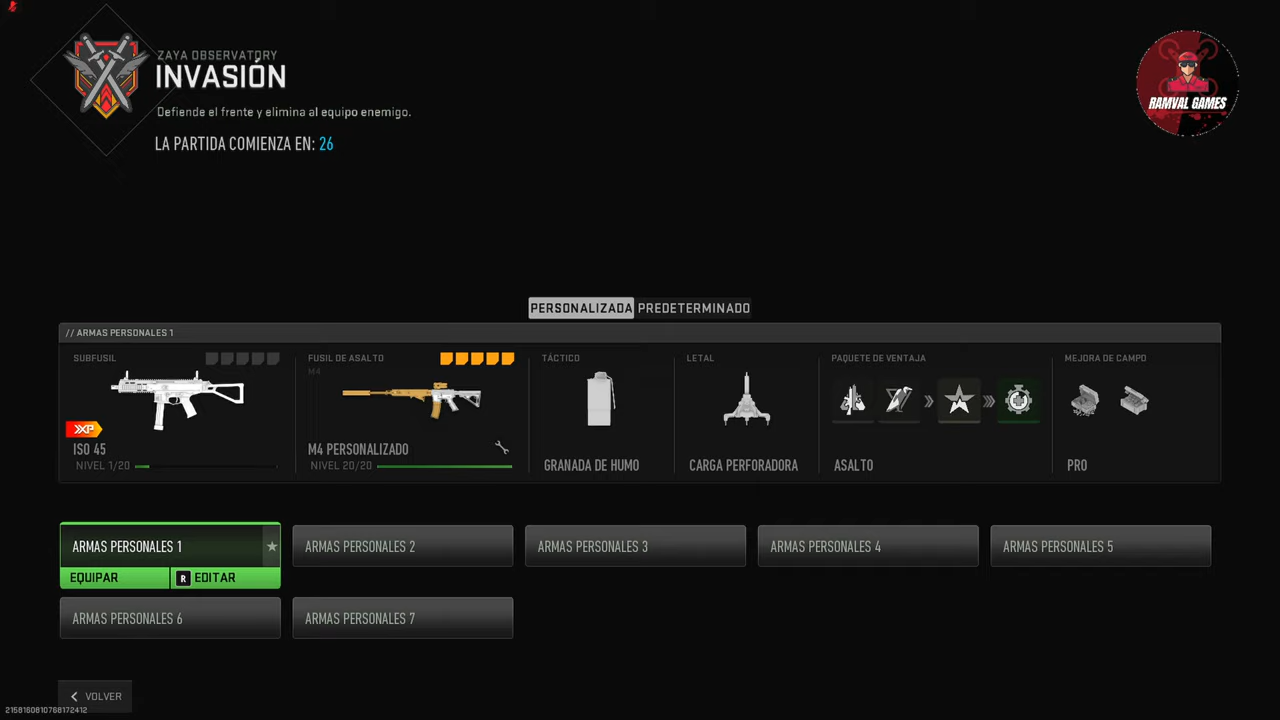 ZAYA OBSERVATORY
INVASIÓN
Defiende el frente y elimina al equipo enemigo.
LA PARTIDA COMIENZA EN: 26
RAMVAL GAMES
PERSONALIZADA PREDETERMINADO
// ARMAS PERSONALES 1
SUBFUSIL
XP
ISO 45
NIVEL 1/20
FUSIL DE ASALTO
M4
M4 PERSONALIZADO
NIVEL 20/20
TÁCTICO
GRANADA DE HUMO
LETAL
CARGA PERFORADORA
PAQUETE DE VENTAJA
ASALTO
MEJORA DE CAMPO
PRO
ARMAS PERSONALES 1
EQUIPAR R EDITAR
ARMAS PERSONALES 2
ARMAS PERSONALES 3
ARMAS PERSONALES 4
ARMAS PERSONALES 5
ARMAS PERSONALES 6
ARMAS PERSONALES 7
VOLVER
2158160810768172412